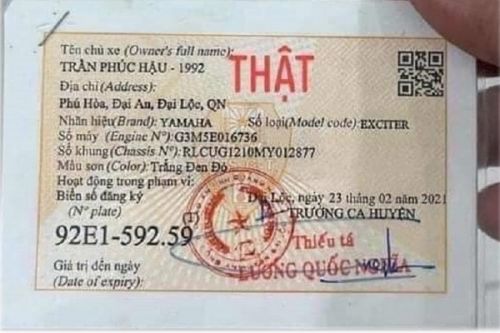 Tên chủ xe (Owner's full name):
TRẦN PHÚC HẬU - 1992
THẬT
Địa chỉ (Address):
Phú Hòa, Đại An, Đại Lộc, QN
Nhãn hiệu(Brand): YAMAHA Số loại(Model code): EXCITER
Số máy (Engine Nº):G3M5E016736
Số khung(Chassis Nº): RLCUG1210MY012877
Màu sơn(Color): Trắng Đen Đỏ
Hoạt động trong phạm vi:
Biển số đăng ký Lộc, ngày 23 tháng 02 năm 2021
(Nº plate) TRƯỞNG CA HUYỆN
92E1-592.59
Thiếu tá
Giá trị đến ngày LƯƠNG QUỐC NGHĨA
(Date of expiry):